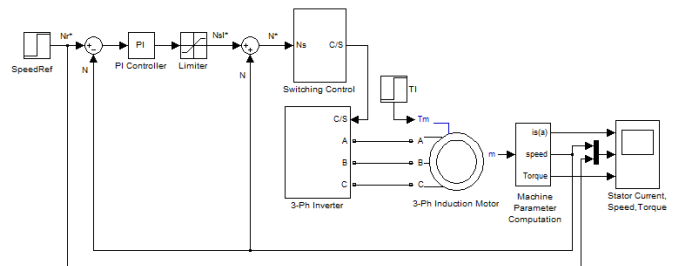 Nr*
SpeedRef
+
-
N
PI
PI Controller
Limiter
Nsl*
+
+
N
N*
Ns
C/S
Switching Control
C/S
A
B
C
3-Ph Inverter
Tl
Tm
A
B
C
m
3-Ph Induction Motor
is(a)
speed
Torque
Machine
Parameter
Computation
Stator Current,
Speed,Torque